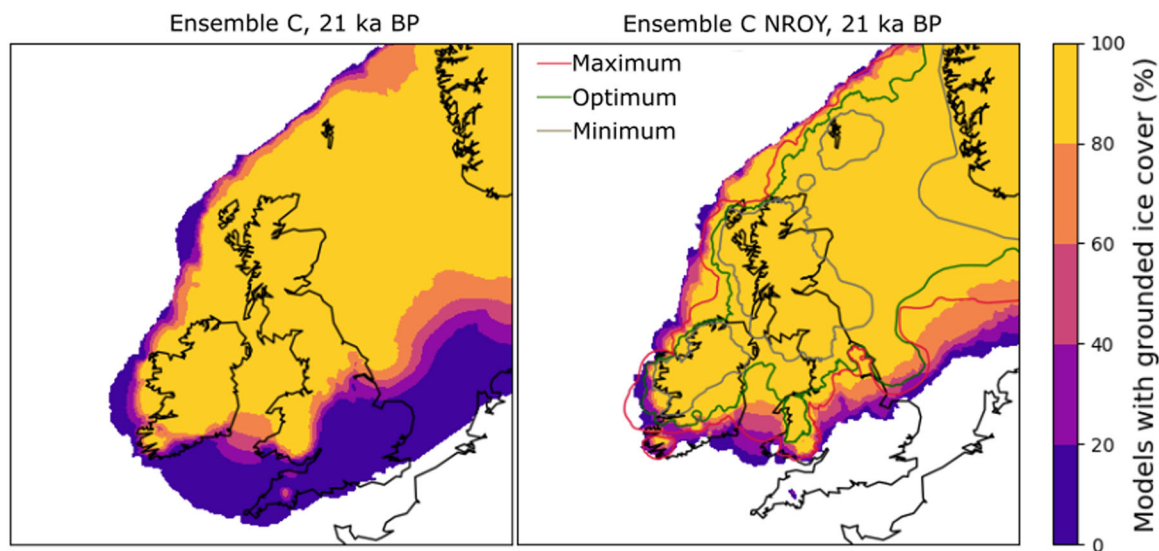 Ensemble C, 21 ka BP
Ensemble C NROY, 21 ka BP
Maximum
Optimum
Minimum
100
80
60
40
20
0
Models with grounded ice cover (%)